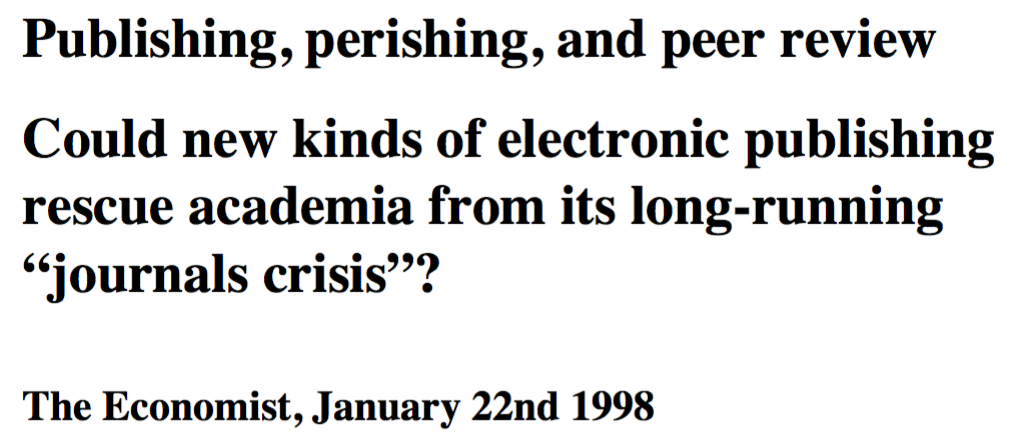 Publishing, perishing, and peer review
Could new kinds of electronic publishing
rescue academia from its long-running
“journals crisis”?
The Economist, January 22nd 1998